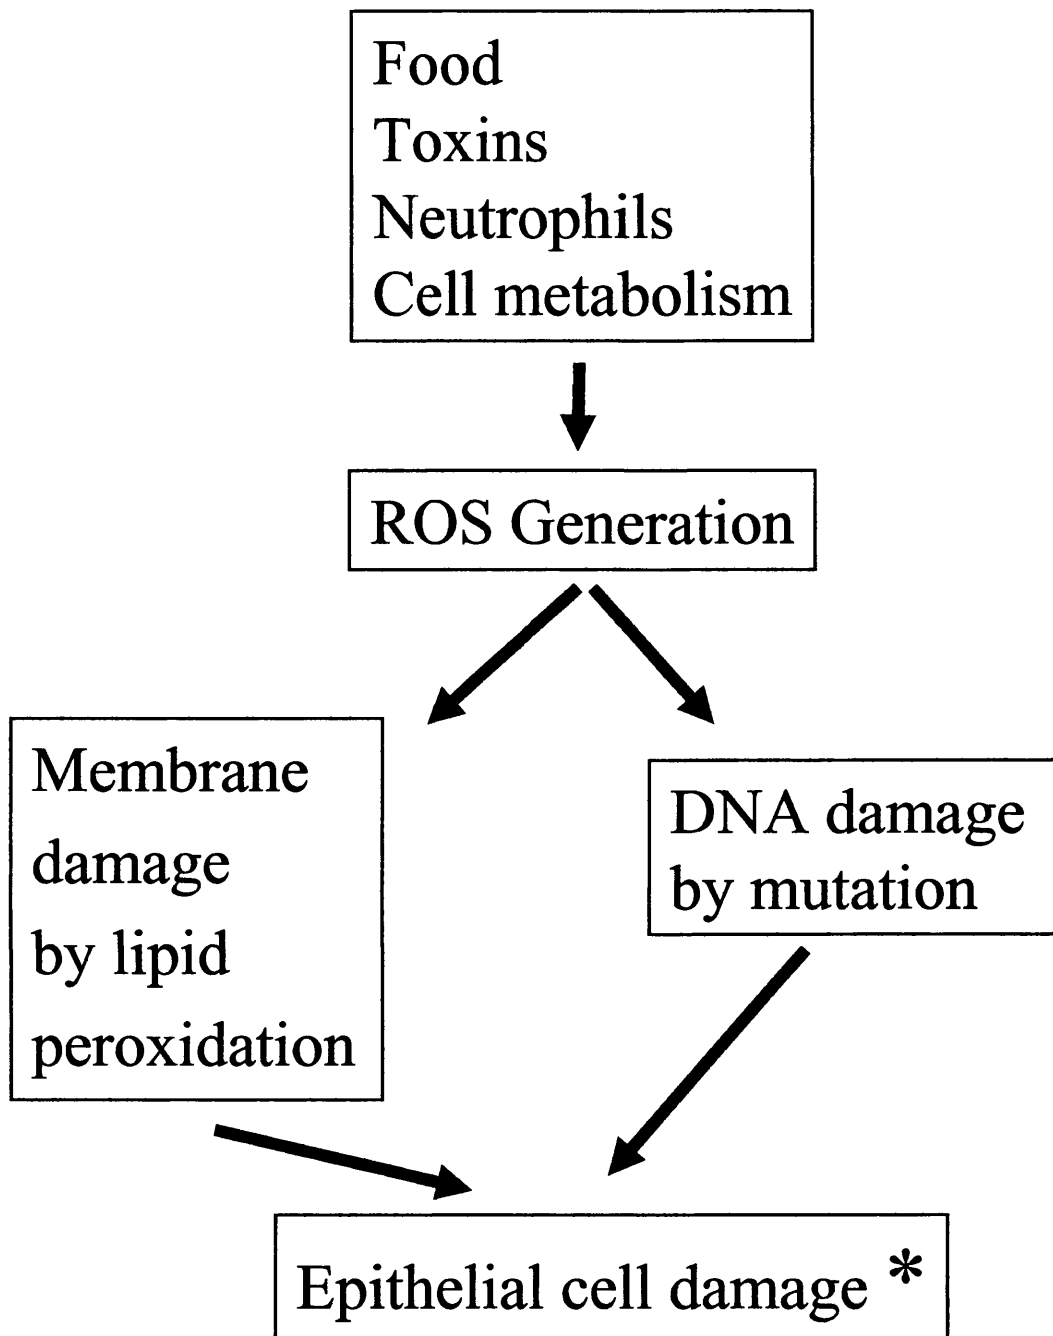 Food
Toxins
Neutrophils
Cell metabolism
ROS Generation
Membrane
damage
by lipid
peroxidation
DNA damage
by mutation
Epithelial cell damage *